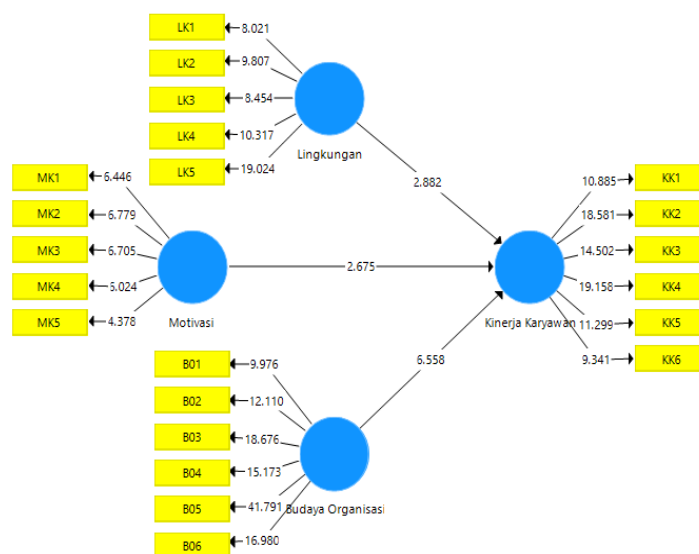 LK1
8.021
LK2
9.807
LK3
8.454
LK4
10.317
LK5
19.024
Lingkungan
2.882
MK1
6.446
MK2
6.779
MK3
6.705
MK4
MK5
4.378
Motivasi
2.675
KK1
10.885
KK2
18.581
KK3
14.502
KK4
19.158
KK5
11.299
KK6
9.341
Kinerja Karyawan
6.558
B01
9.976
B02
12.110
B03
18.676
B04
15.173
B05
41.791
B06
16.980
Budaya Organisasi